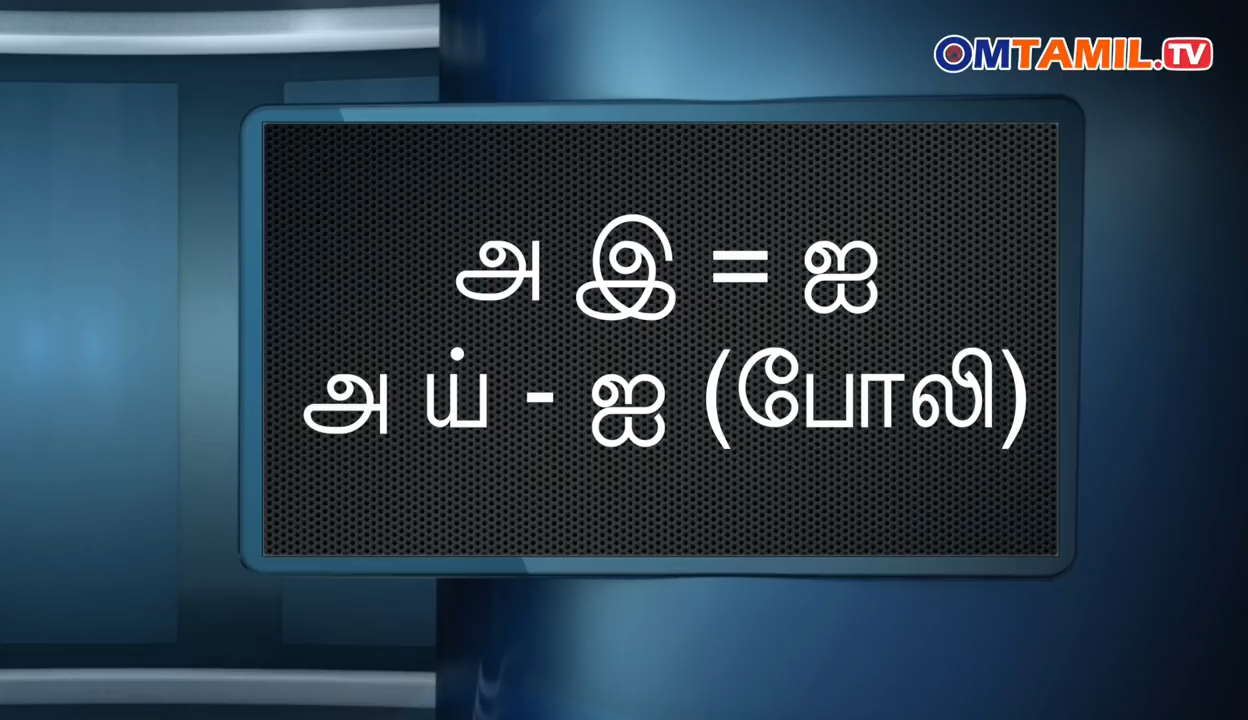 OMTAMIL.TV
அ இ = ஐ
அ ய் - ஐ (போலி)